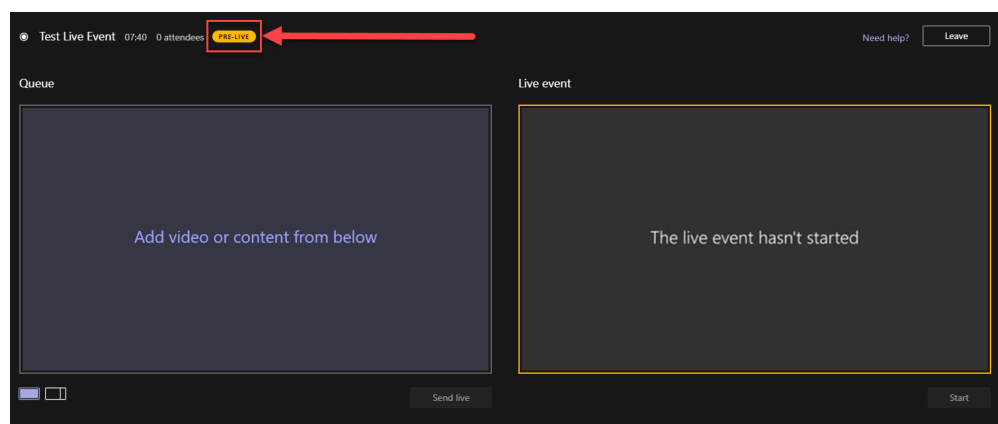 Test Live Event 07:40 0 attendees PRE-LIVE Need help? Leave
Queue Live event
Add video or content from below
The live event hasn't started
Send live Start